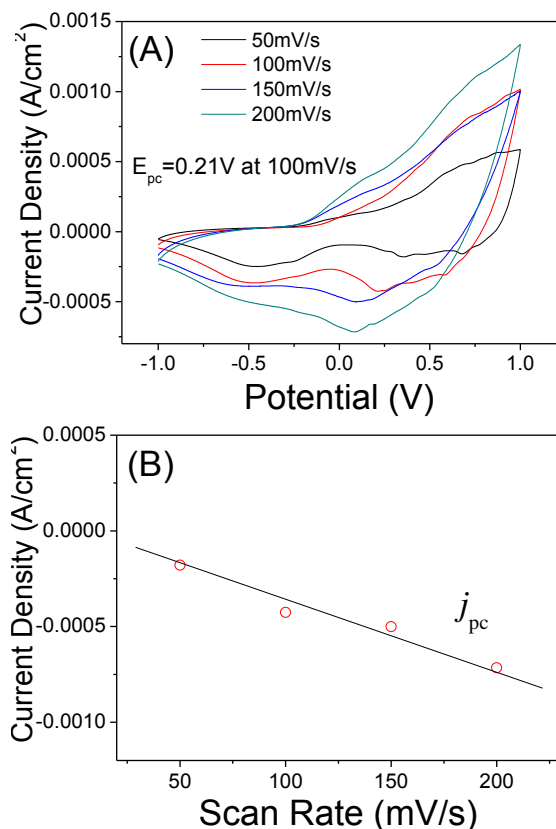 (A)
50mV/s
100mV/s
150mV/s
200mV/s
E_pc=0.21V at 100mV/s
Current Density (A/cm²)
0.0015
0.0010
0.0005
0.0000
-0.0005
-1.0 -0.5 0.0 0.5 1.0
Potential (V)
(B)
j_pc
Current Density (A/cm²)
0.0005
0.0000
-0.0005
-0.0010
50 100 150 200
Scan Rate (mV/s)